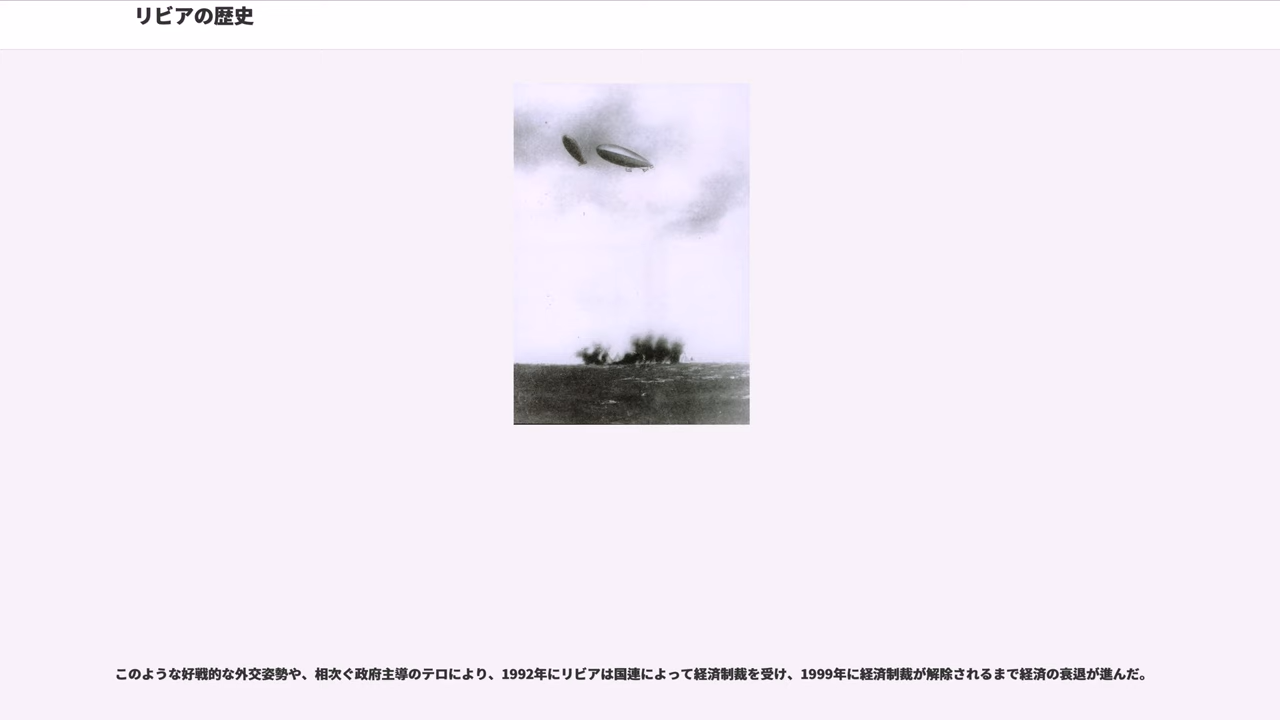 リビアの歴史
このような好戦的な外交姿勢や、相次ぐ政府主導のテロにより、1992年にリビアは国連によって経済制裁を受け、1999年に経済制裁が解除されるまで経済の衰退が進んだ。